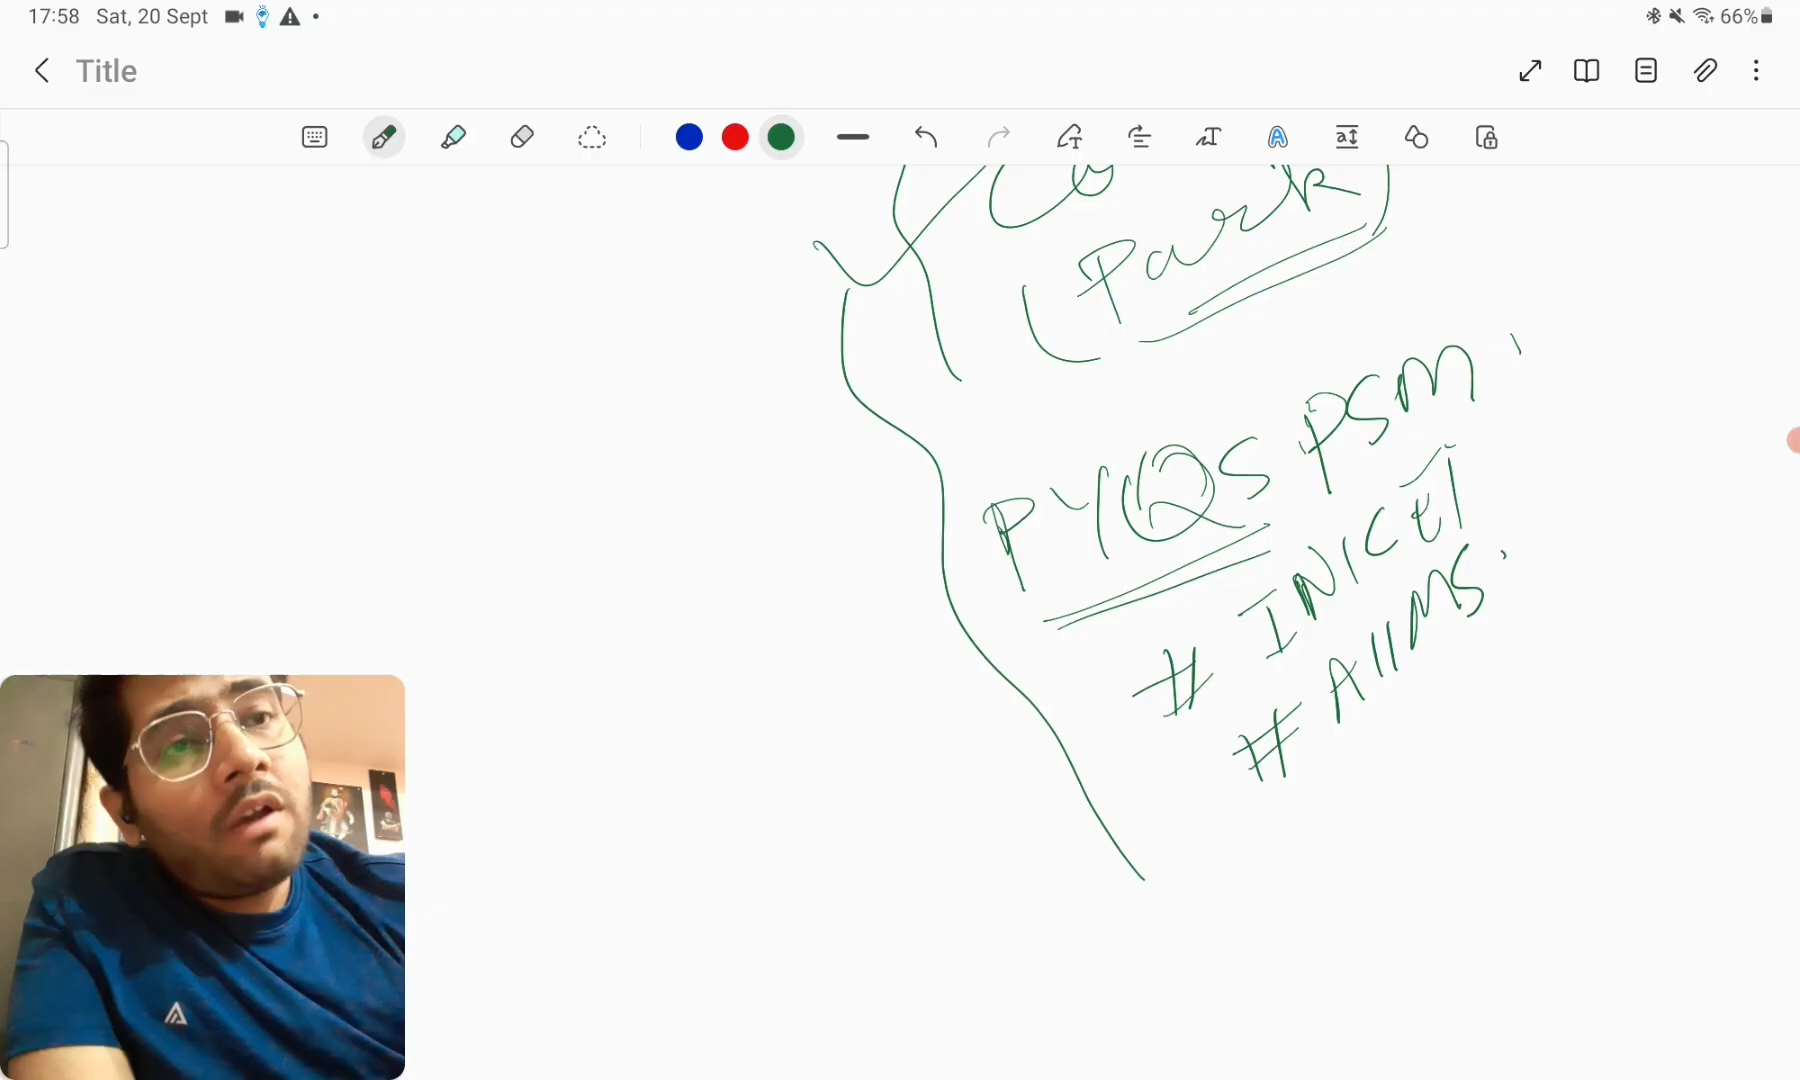 17:58 Sat, 20 Sept 66%
Title
Park
PYQS PSM
# INICET
# AIIMS